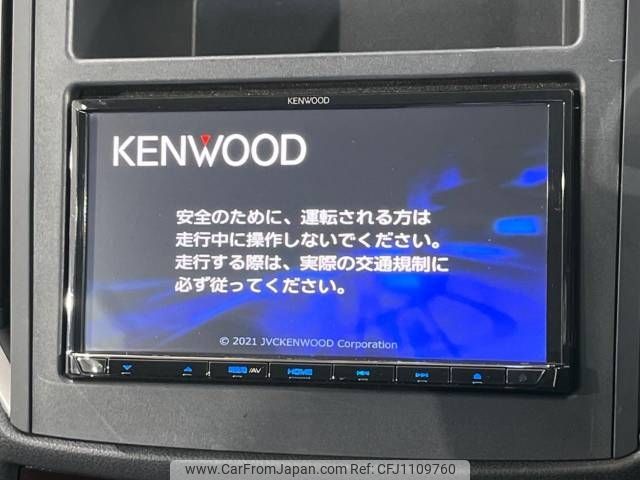 KENWOOD
KENWOOD
安全のために、運転される方は
走行中に操作しないでください。
走行する際は、実際の交通規制に
必ず従ってください。
© 2021 JVCKENWOOD Corporation
/AV
HOME
www.CarFromJapan.com | ID: CFJ1109760